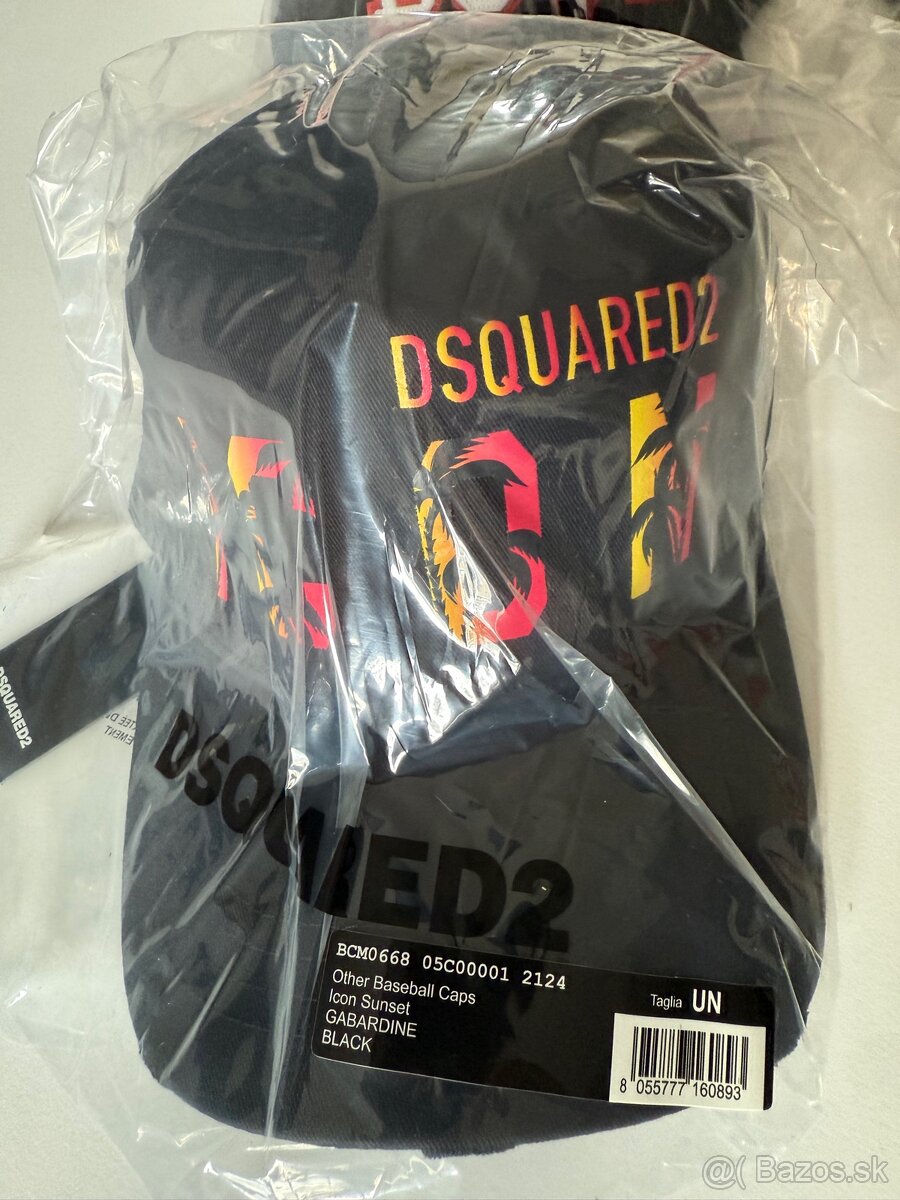 DSQUARED2
ICON
DSQUARED2
DSQUARED2
BCM0668 05C00001 2124
Other Baseball Caps
Icon Sunset
GABARDINE
BLACK
Taglia UN
8 055777 160893
@( Bazos.sk